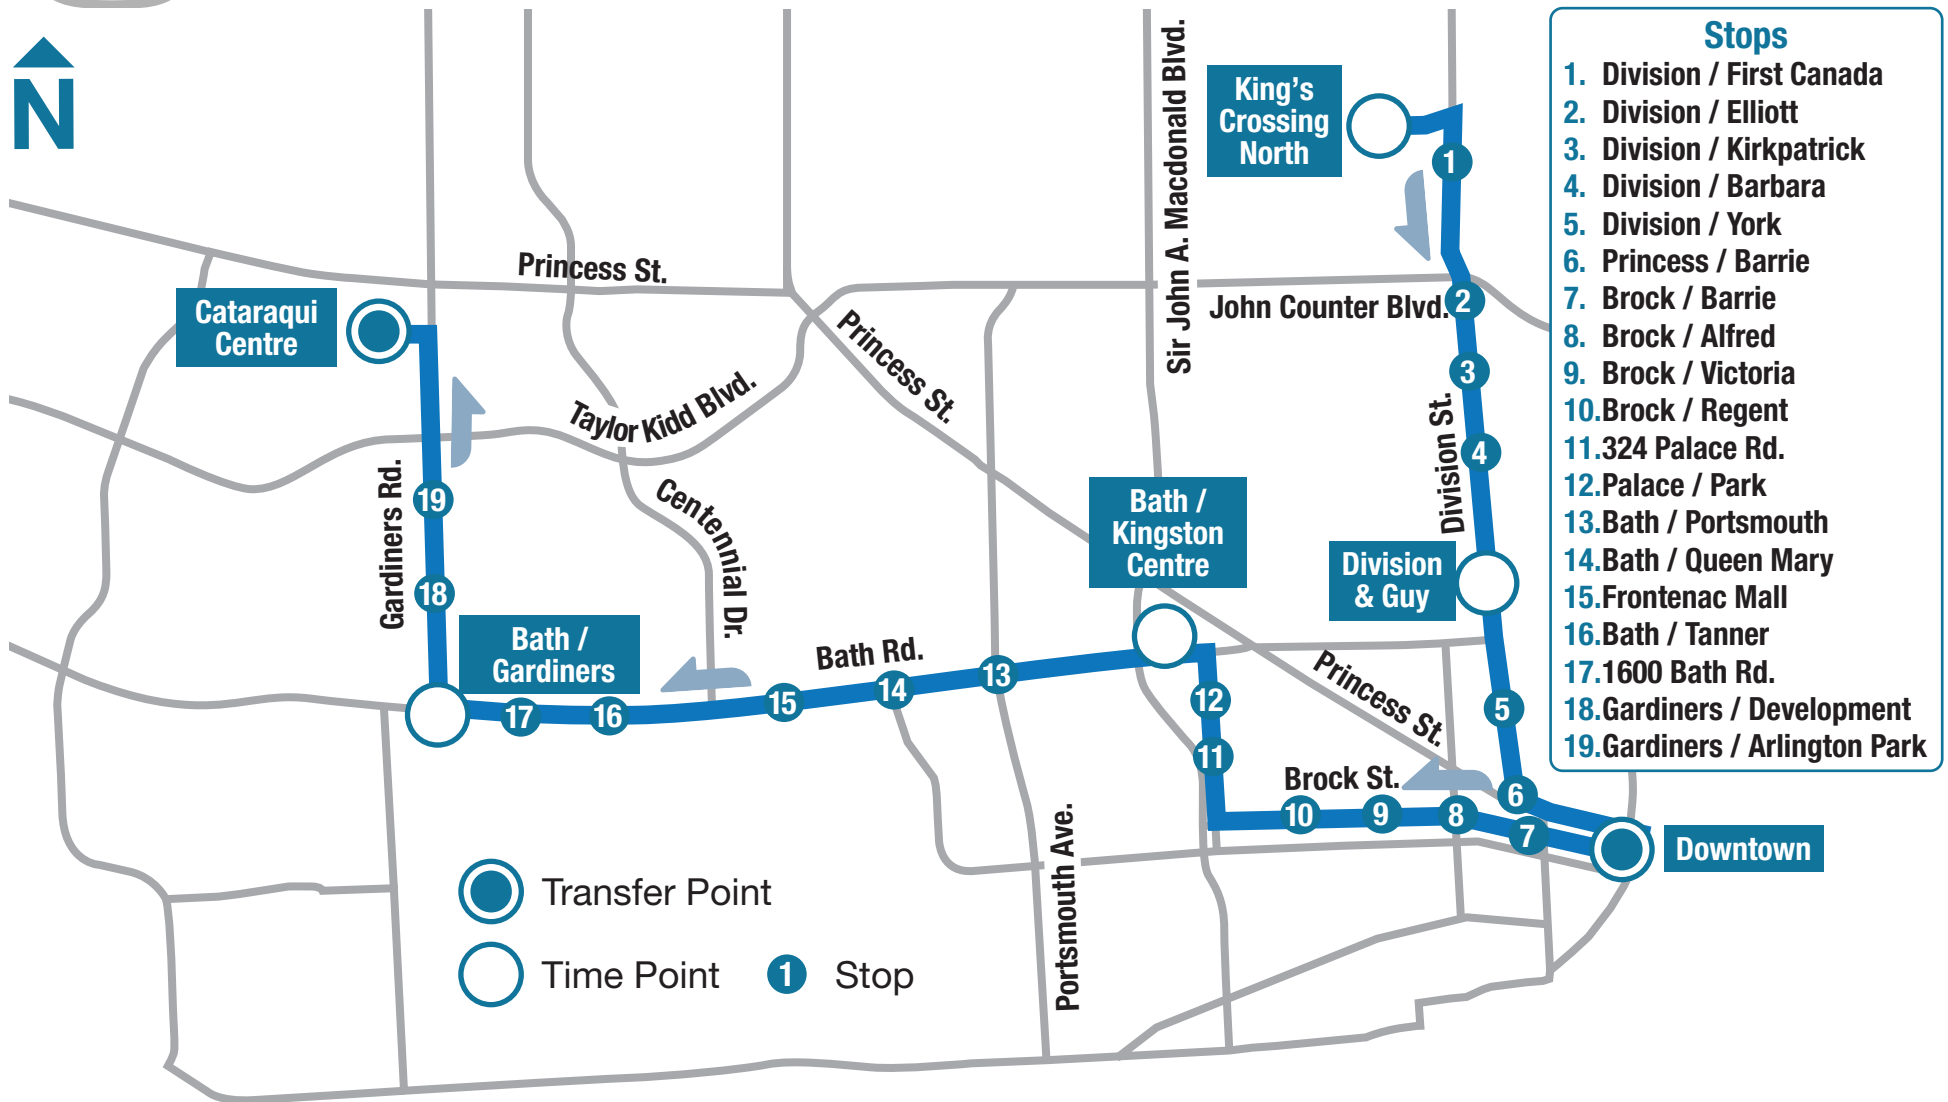 N
King's
Crossing
North
Sir John A. Macdonald Blvd.
Princess St.
Cataraqui
Centre
John Counter Blvd.
Princess St.
Taylor Kidd Blvd.
Gardiners Rd.
Centennial Dr.
Division St.
Bath /
Kingston
Centre
Division
& Guy
Bath /
Gardiners
Bath Rd.
Princess St.
Brock St.
Downtown
Portsmouth Ave.
1
2
3
4
5
6
7
8
9
10
11
12
13
14
15
16
17
18
19
Transfer Point
Time Point
1 Stop
Stops
1. Division / First Canada
2. Division / Elliott
3. Division / Kirkpatrick
4. Division / Barbara
5. Division / York
6. Princess / Barrie
7. Brock / Barrie
8. Brock / Alfred
9. Brock / Victoria
10.Brock / Regent
11.324 Palace Rd.
12.Palace / Park
13.Bath / Portsmouth
14.Bath / Queen Mary
15.Frontenac Mall
16.Bath / Tanner
17.1600 Bath Rd.
18.Gardiners / Development
19.Gardiners / Arlington Park